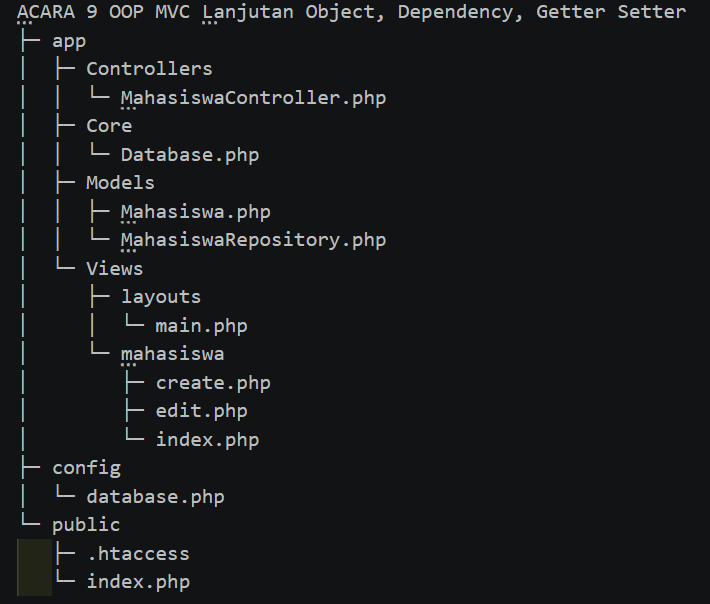 ACARA 9 OOP MVC Lanjutan Object, Dependency, Getter Setter
├─ app
│  ├─ Controllers
│  │  └─ MahasiswaController.php
│  ├─ Core
│  │  └─ Database.php
│  ├─ Models
│  │  ├─ Mahasiswa.php
│  │  └─ MahasiswaRepository.php
│  └─ Views
│     ├─ layouts
│     │  └─ main.php
│     └─ mahasiswa
│        ├─ create.php
│        ├─ edit.php
│        └─ index.php
├─ config
│  └─ database.php
└─ public
   ├─ .htaccess
   └─ index.php